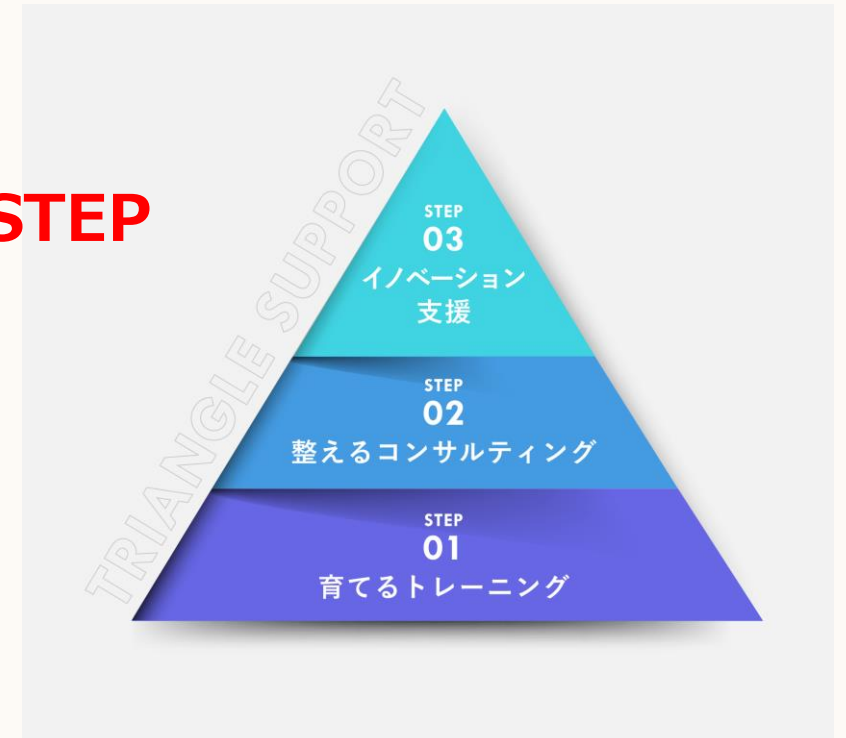 STEP
TRIANGLE SUPPORT
STEP
03
イノベーション
支援
STEP
02
整えるコンサルティング
STEP
01
育てるトレーニング